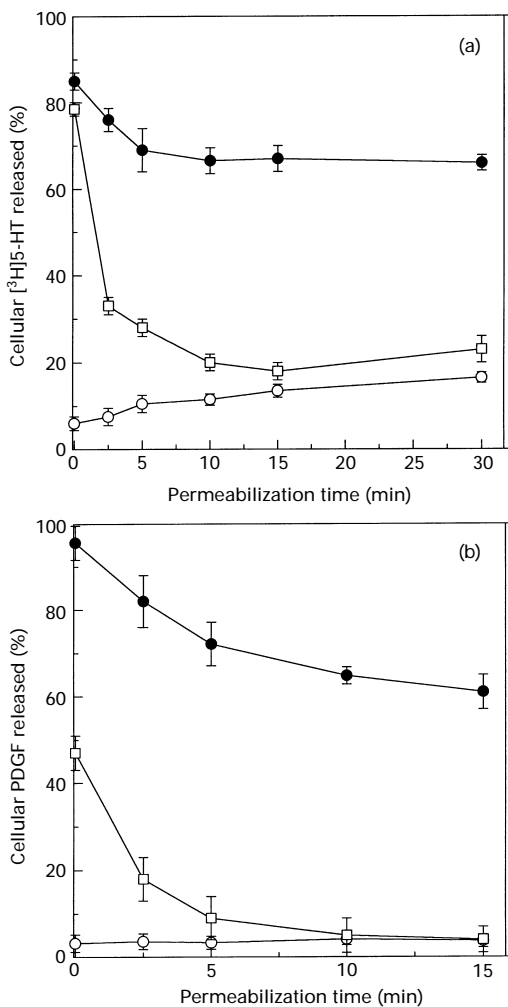 (a)
Cellular [³H]5-HT released (%)
100
80
60
40
20
0
0 5 10 15 20 25 30
Permeabilization time (min)
(b)
Cellular PDGF released (%)
100
80
60
40
20
0
0 5 10 15
Permeabilization time (min)